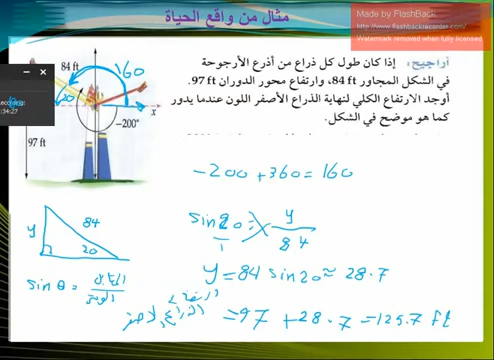 مثال من واقع الحياة
Made by FlashBack
www.flashbackrecorder.com
Watermark removed when fully licensed
أراجيح إذا كان طول كل ذراع من أذرع الأرجوحة
في الشكل المجاور 84 ft، وارتفاع محور الدوران 97 ft.
أوجد الارتفاع الكلي لنهاية الذراع الأصفر اللون عندما يدور
كما هو موضح في الشكل.
84 ft
160
20
x
-200°
97 ft
34:27
-200 + 360 = 160
y
84
20
sin 20 = y
1 84
y = 84 sin 20 ≈ 28.7
sin θ = المقابل
الوتر
= 97 + 28.7 = 125.7 ft